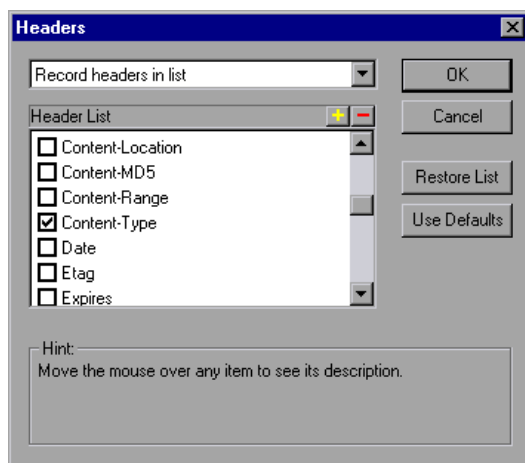 Headers
Record headers in list
OK
Header List
Cancel
Content-Location
Content-MD5
Content-Range
Content-Type
Date
Etag
Expires
Restore List
Use Defaults
Hint:
Move the mouse over any item to see its description.